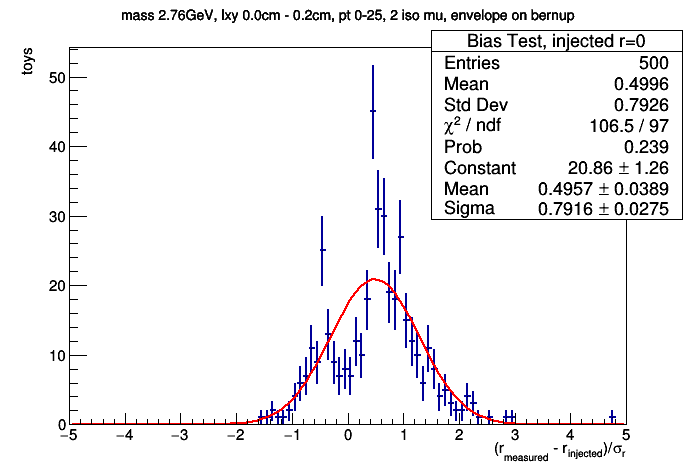 mass 2.76GeV, lxy 0.0cm - 0.2cm, pt 0-25, 2 iso mu, envelope on bernup
Bias Test, injected r=0
Entries 500
Mean 0.4996
Std Dev 0.7926
χ² / ndf 106.5 / 97
Prob 0.239
Constant 20.86 ± 1.26
Mean 0.4957 ± 0.0389
Sigma 0.7916 ± 0.0275
toys
50
40
30
20
10
0
−5 −4 −3 −2 −1 0 1 2 3 4 5
(r_measured - r_injected)/σ_r